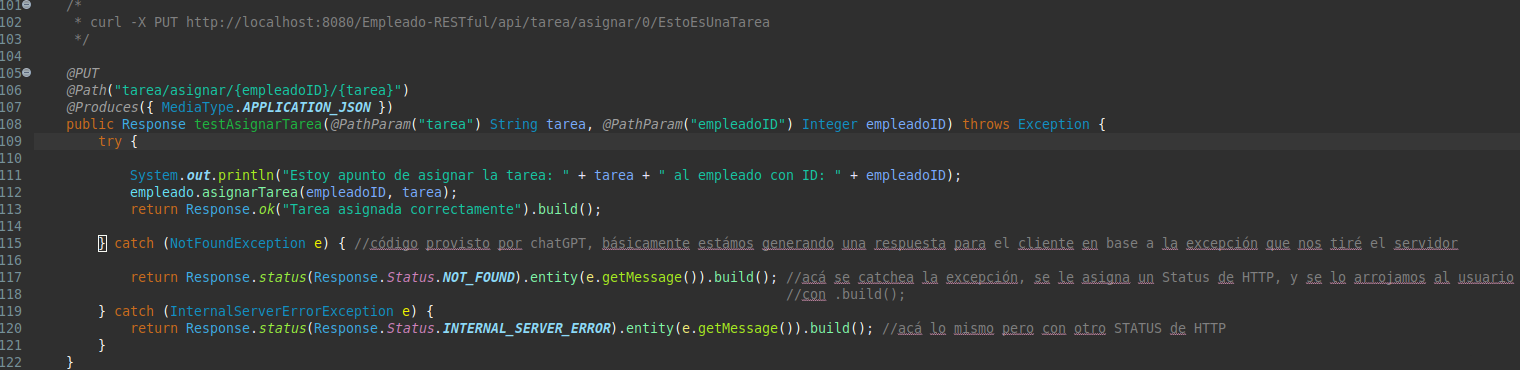 101 /*
102 * curl -X PUT http://localhost:8080/Empleado-RESTful/api/tarea/asignar/0/EstoEsUnaTarea
103 */
104
105 @PUT
106 @Path("tarea/asignar/{empleadoID}/{tarea}")
107 @Produces({ MediaType.APPLICATION_JSON })
108 public Response testAsignarTarea(@PathParam("tarea") String tarea, @PathParam("empleadoID") Integer empleadoID) throws Exception {
109 try {
110
111 System.out.println("Estoy apunto de asignar la tarea: " + tarea + " al empleado con ID: " + empleadoID);
112 empleado.asignarTarea(empleadoID, tarea);
113 return Response.ok("Tarea asignada correctamente").build();
114
115 } catch (NotFoundException e) { //código provisto por chatGPT, básicamente estámos generando una respuesta para el cliente en base a la excepción que nos tiré el servidor
116
117 return Response.status(Response.Status.NOT_FOUND).entity(e.getMessage()).build(); //acá se catchea la excepción, se le asigna un Status de HTTP, y se lo arrojamos al usuario
118 //con .build();
119 } catch (InternalServerErrorException e) {
120 return Response.status(Response.Status.INTERNAL_SERVER_ERROR).entity(e.getMessage()).build(); //acá lo mismo pero con otro STATUS de HTTP
121 }
122 }